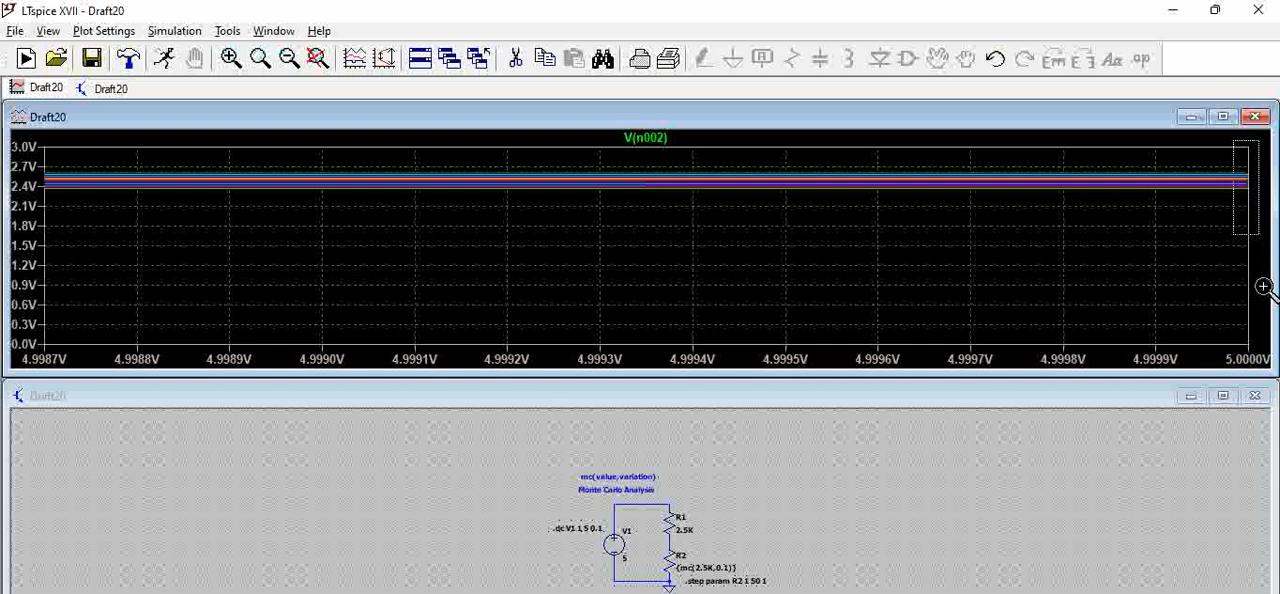 LTspice XVII - Draft20
File View Plot Settings Simulation Tools Window Help
Draft20 Draft20
Draft20
V(n002)
3.0V
2.7V
2.4V
2.1V
1.8V
1.5V
1.2V
0.9V
0.6V
0.3V
0.0V
4.9987V 4.9988V 4.9989V 4.9990V 4.9991V 4.9992V 4.9993V 4.9994V 4.9995V 4.9996V 4.9997V 4.9998V 4.9999V 5.0000V
Draft20
mc(value,variation)
Monte Carlo Analysis
.dc V1 1 5 0.1
V1
5
R1
2.5K
R2
{mc(2.5K,0.1)}
.step param R2 1 50 1